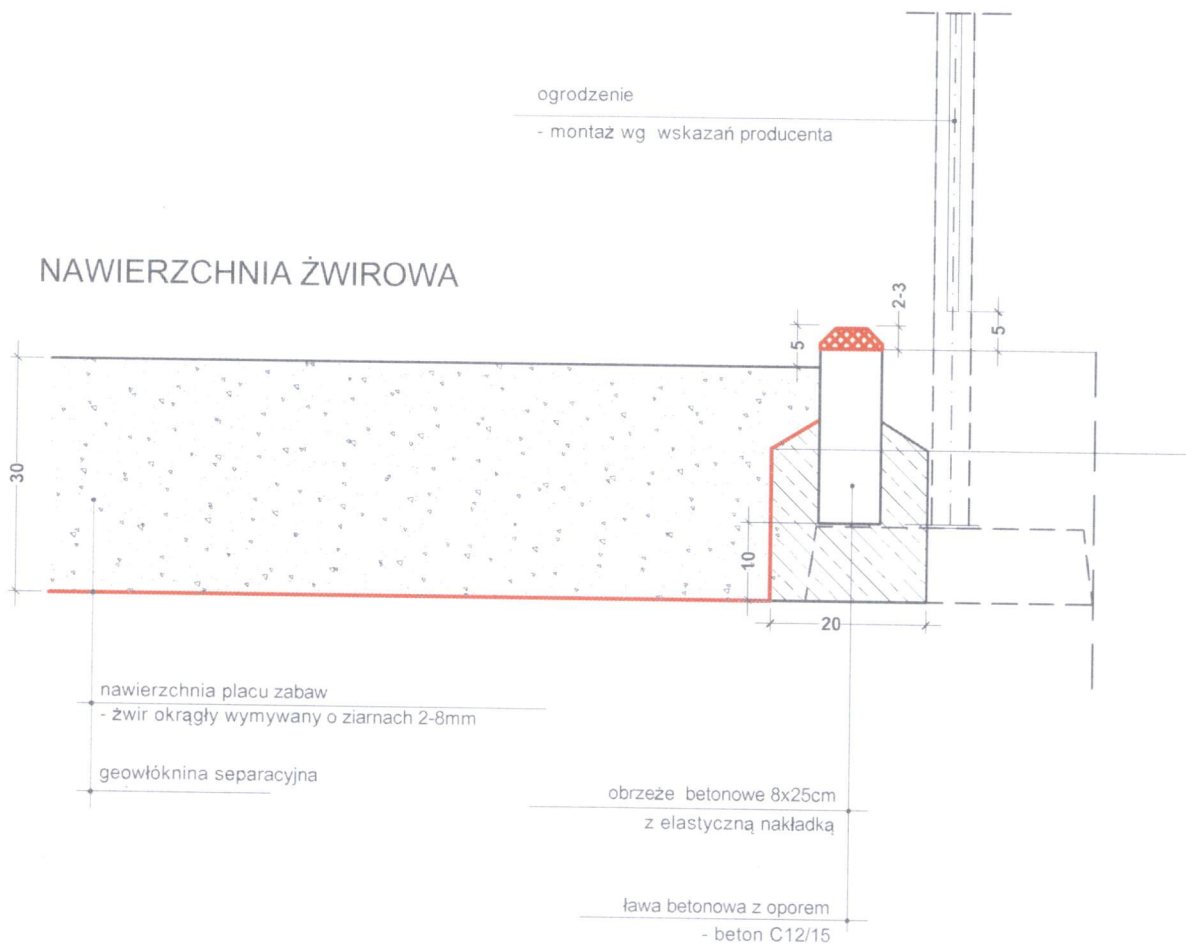 ogrodzenie
- montaż wg wskazań producenta
NAWIERZCHNIA ŻWIROWA
2-3
5
5
30
10
20
nawierzchnia placu zabaw
- żwir okrągły wymywany o ziarnach 2-8mm
geowłóknina separacyjna
obrzeże betonowe 8x25cm
z elastyczną nakładką
ława betonowa z oporem
- beton C12/15